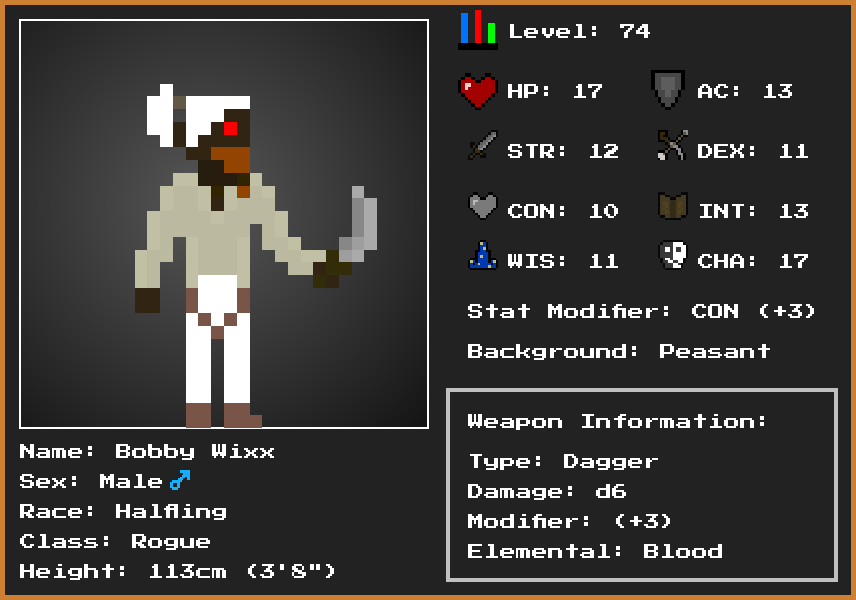 Level: 74
HP: 17 AC: 13
STR: 12 DEX: 11
CON: 10 INT: 13
WIS: 11 CHA: 17
Stat Modifier: CON (+3)
Background: Peasant
Weapon Information:
Type: Dagger
Damage: d6
Modifier: (+3)
Elemental: Blood
Name: Bobby Wixx
Sex: Male♂
Race: Halfling
Class: Rogue
Height: 113cm (3'8")